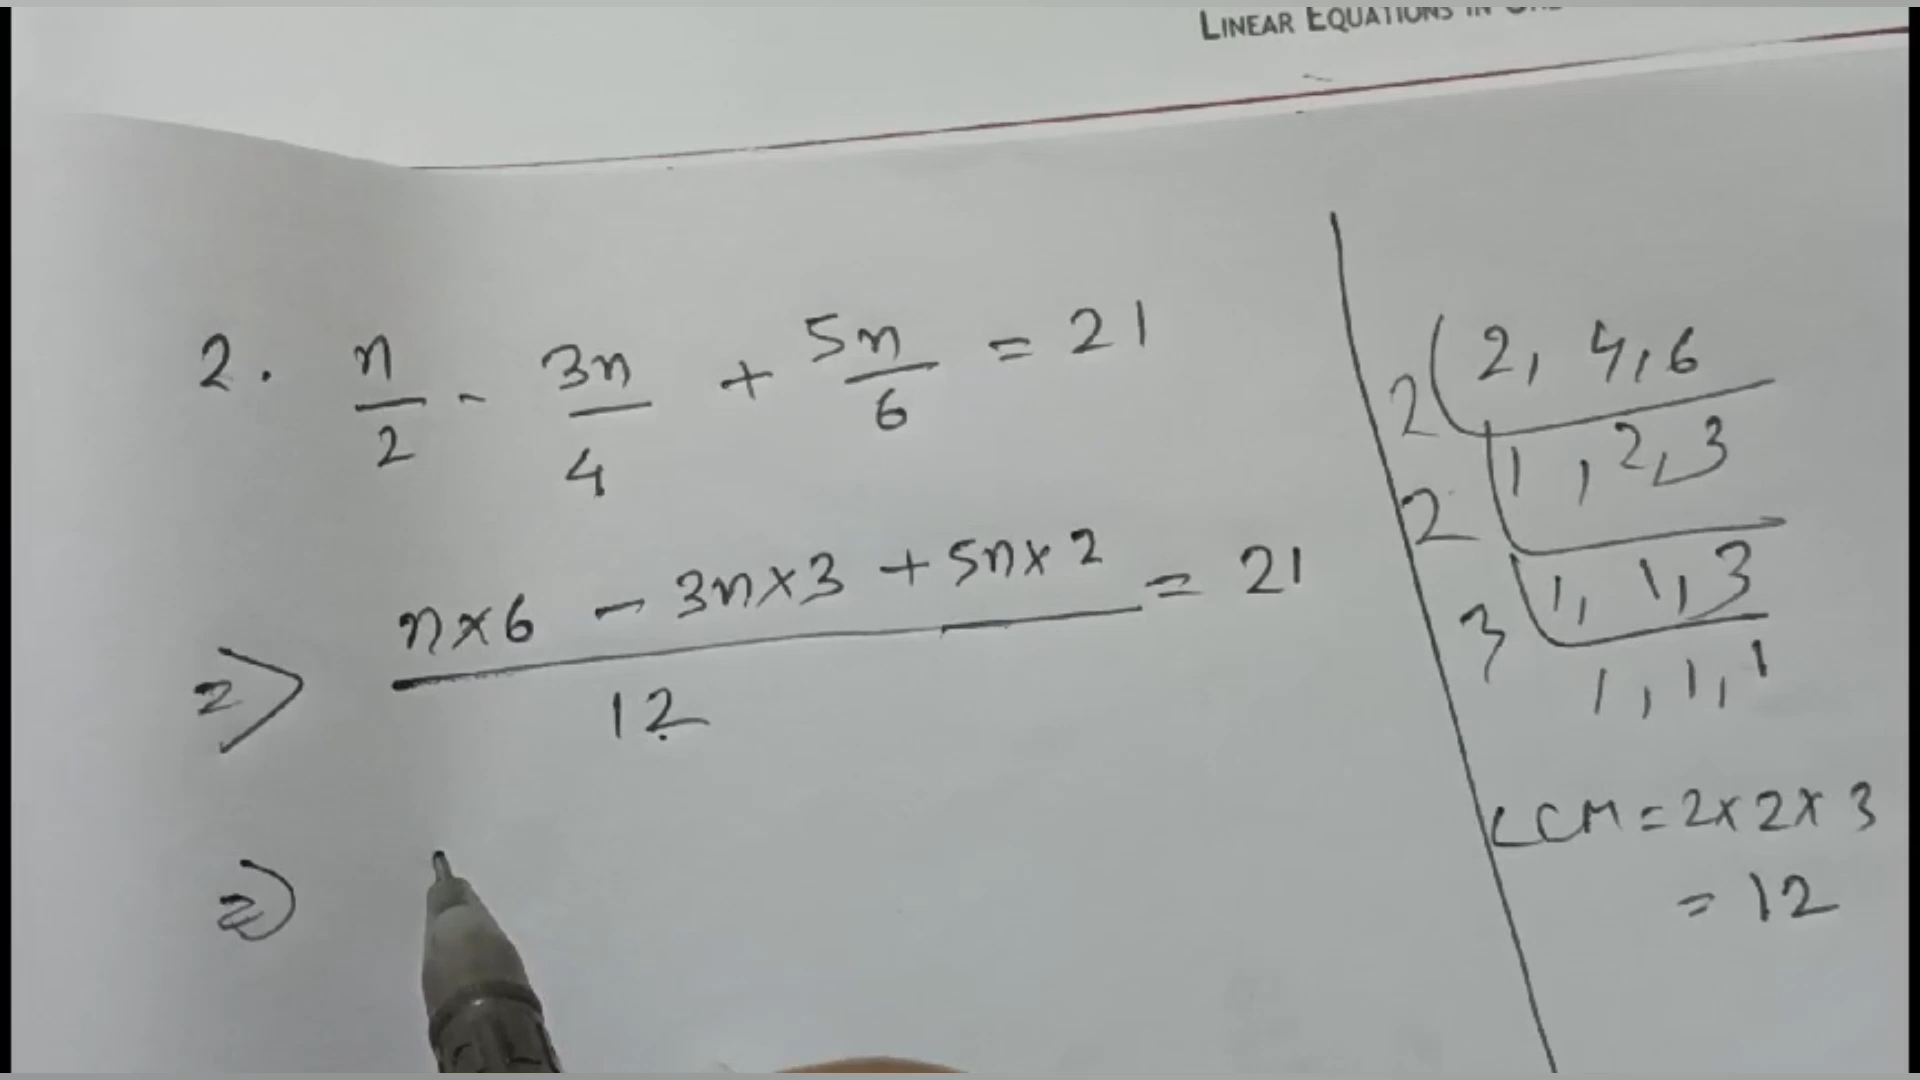 LINEAR EQUATIONS IN
2. n/2 - 3n/4 + 5n/6 = 21
=> (n×6 - 3n×3 + 5n×2)/12 = 21
=>
2 ( 2, 4, 6
2 | 1, 2, 3
3 | 1, 1, 3
1, 1, 1
LCM = 2×2×3
= 12